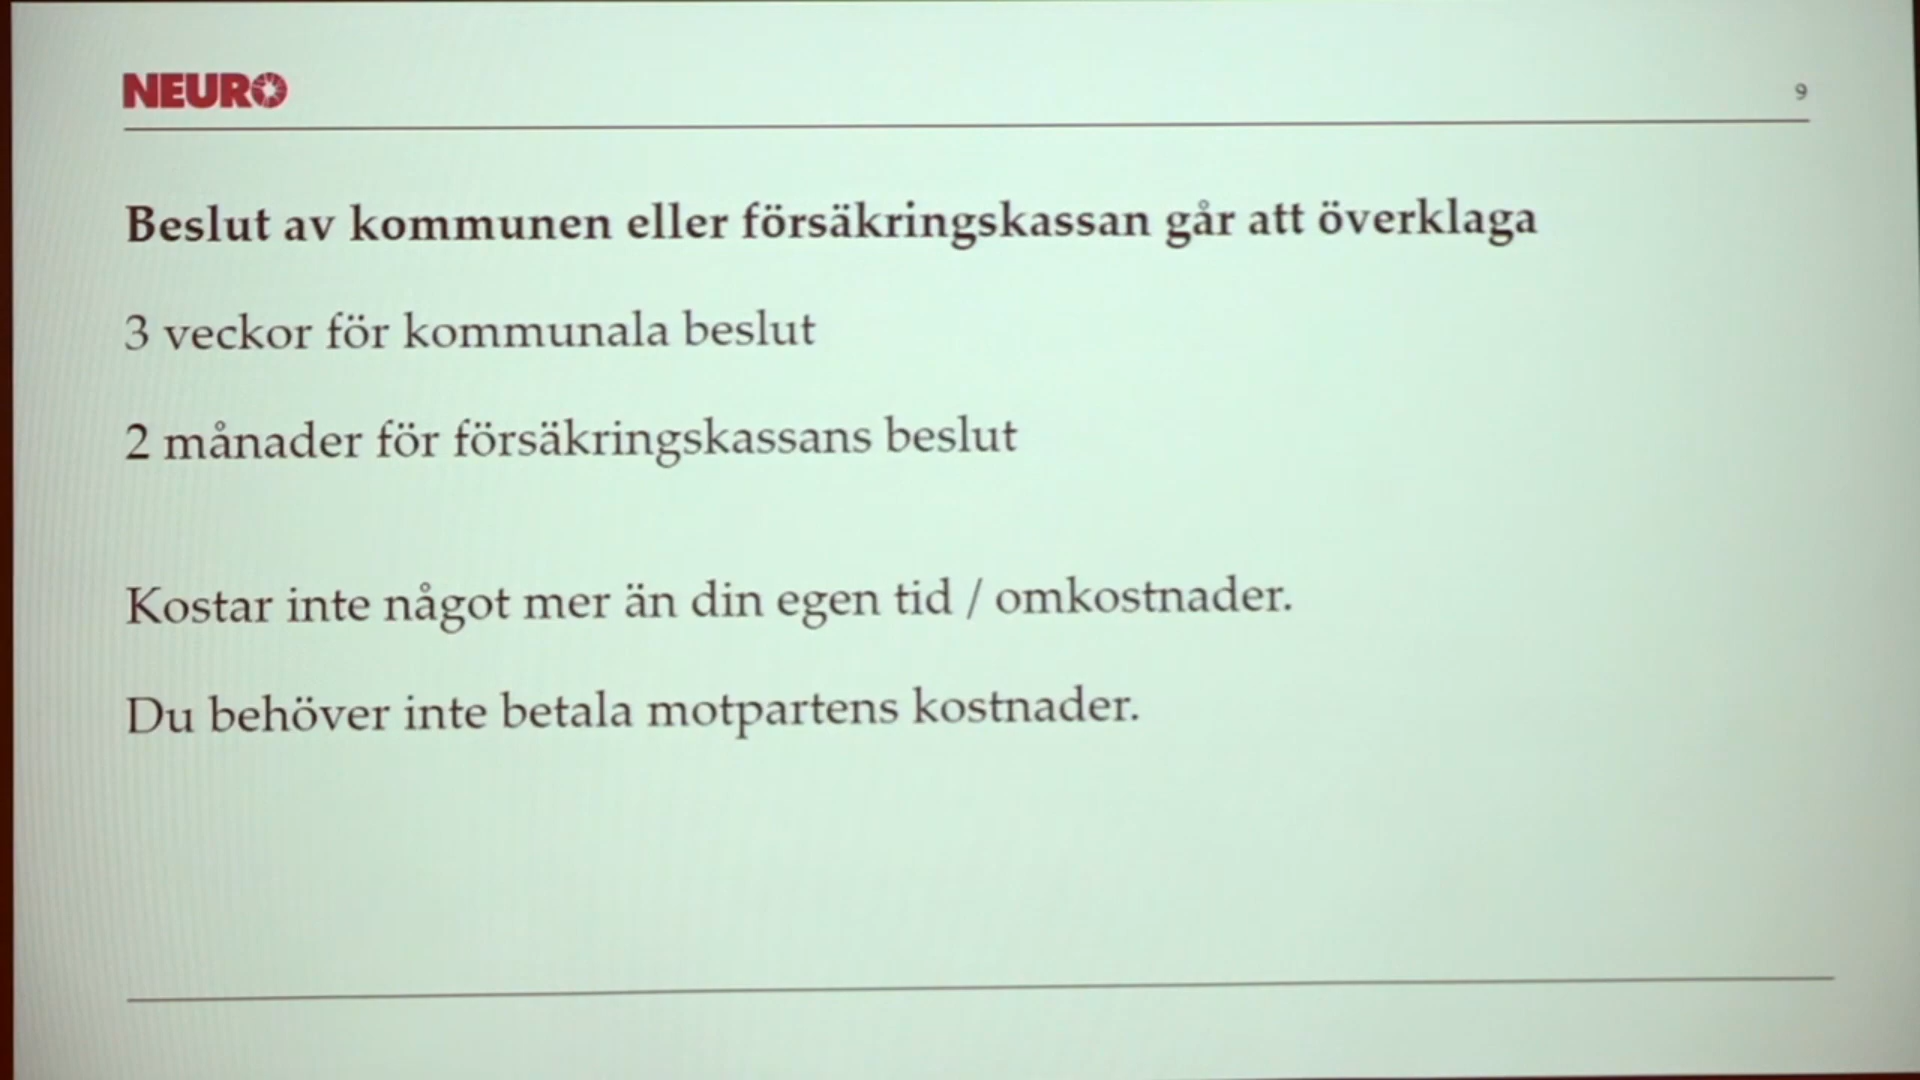 NEURO
9
Beslut av kommunen eller försäkringskassan går att överklaga
3 veckor för kommunala beslut
2 månader för försäkringskassans beslut
Kostar inte något mer än din egen tid / omkostnader.
Du behöver inte betala motpartens kostnader.